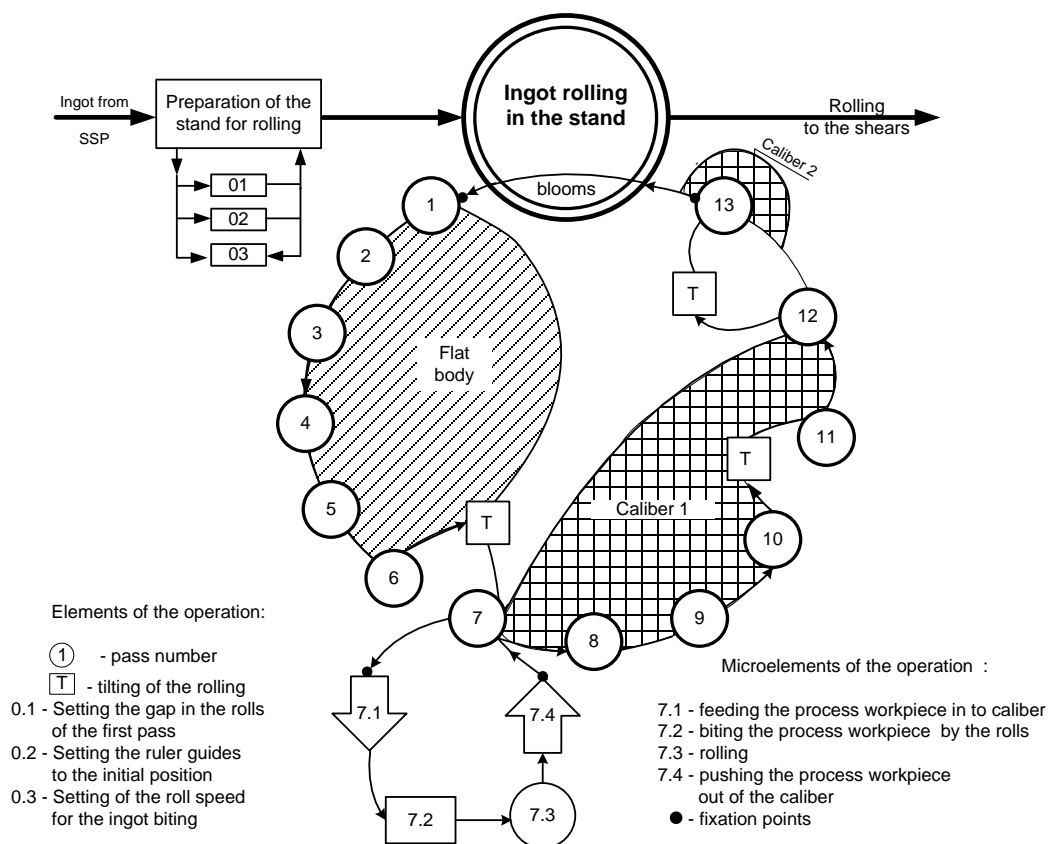 Ingot from
SSP
Preparation of the
stand for rolling
01
02
03
Ingot rolling
in the stand
Rolling
to the shears
Caliber 2
blooms
1
2
3
4
5
6
Flat
body
T
7
8
9
10
T
11
12
T
13
Caliber 1
7.1
7.2
7.3
7.4
Elements of the operation:
1 - pass number
T - tilting of the rolling
0.1 - Setting the gap in the rolls
of the first pass
0.2 - Setting the ruler guides
to the initial position
0.3 - Setting of the roll speed
for the ingot biting
Microelements of the operation :
7.1 - feeding the process workpiece in to caliber
7.2 - biting the process workpiece by the rolls
7.3 - rolling
7.4 - pushing the process workpiece
out of the caliber
● - fixation points